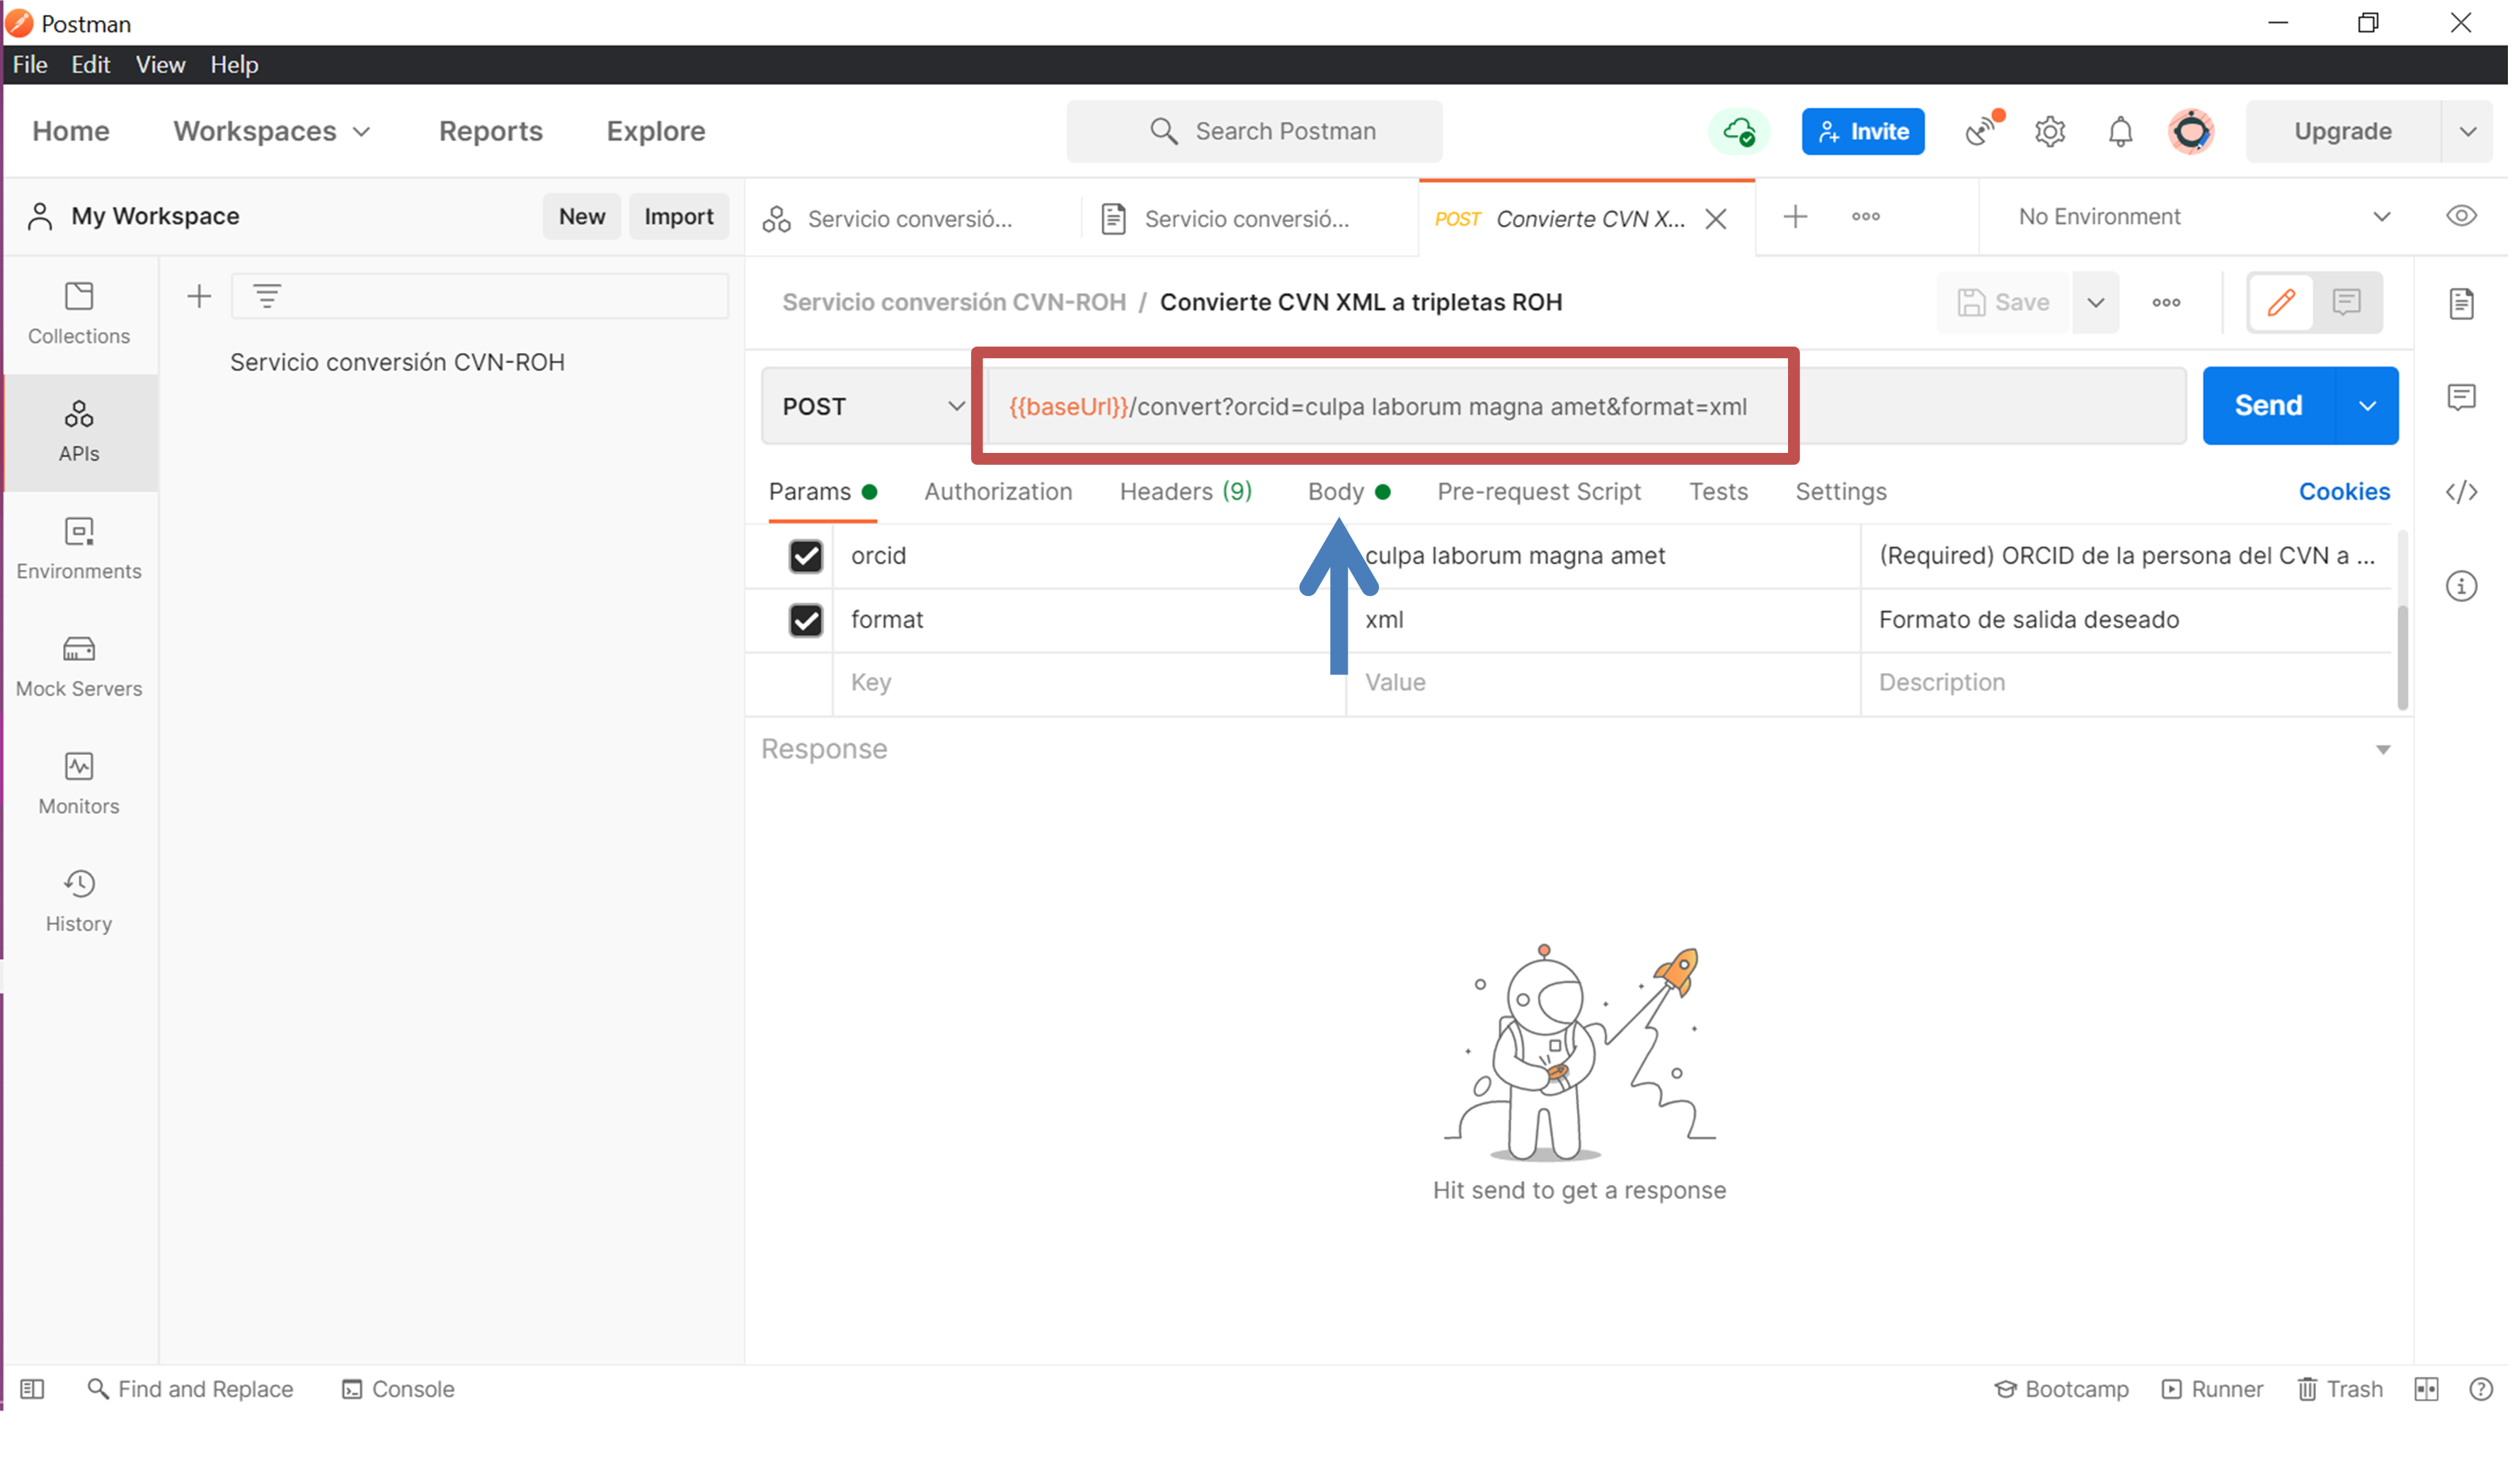 Postman
File Edit View Help
Home Workspaces Reports Explore Search Postman Invite Upgrade
My Workspace New Import Servicio conversió... Servicio conversió... POST Convierte CVN X... No Environment
Collections
Servicio conversión CVN-ROH
APIs
Environments
Mock Servers
Monitors
History
Servicio conversión CVN-ROH / Convierte CVN XML a tripletas ROH Save
POST {{baseUrl}}/convert?orcid=culpa laborum magna amet&format=xml Send
Params Authorization Headers (9) Body Pre-request Script Tests Settings Cookies
orcid culpa laborum magna amet (Required) ORCID de la persona del CVN a ...
format xml Formato de salida deseado
Key Value Description
Response
Hit send to get a response
Find and Replace Console Bootcamp Runner Trash